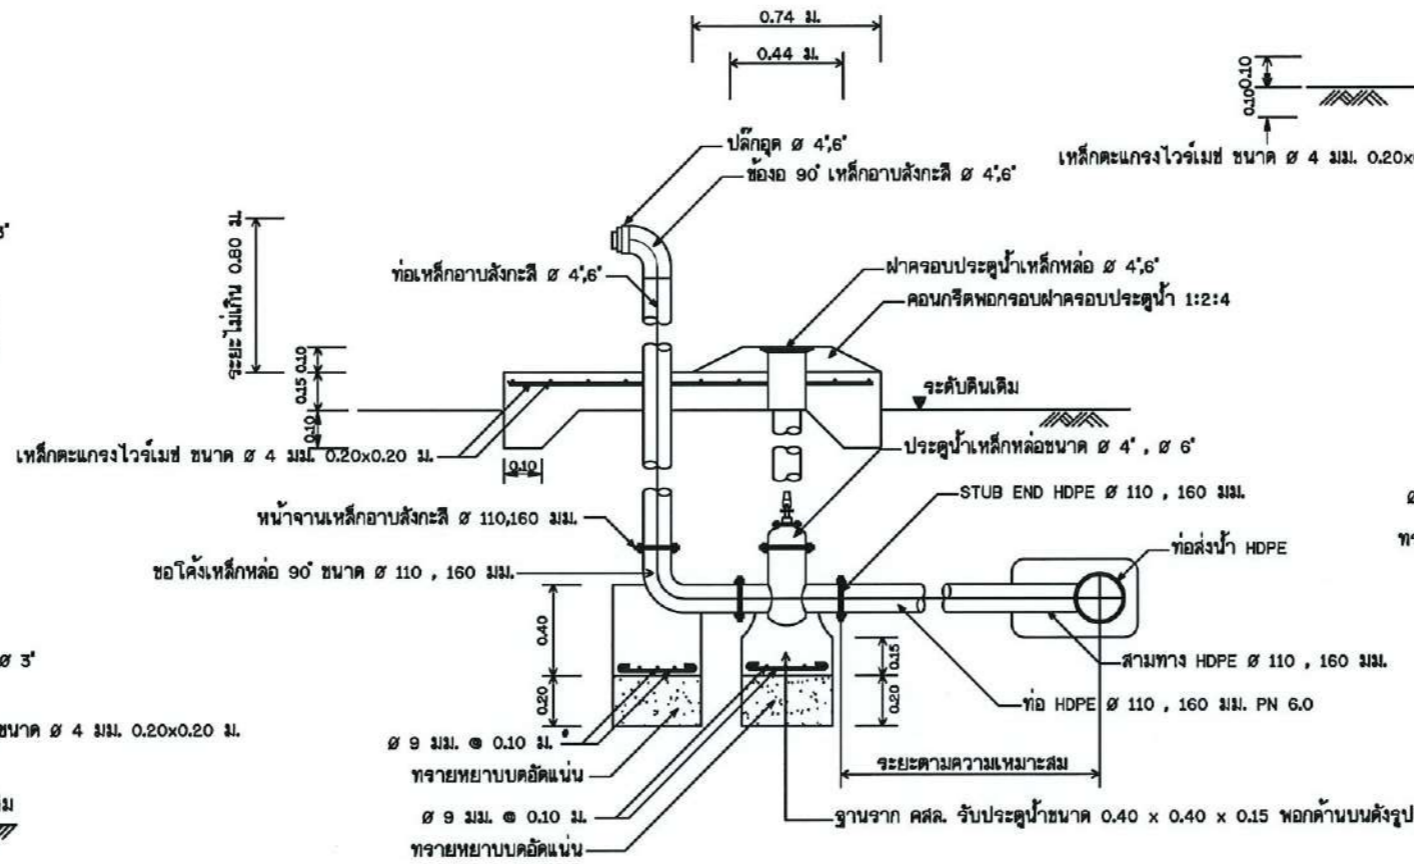 0.74 ม.
0.44 ม.
0.10
0.10
ปลั๊กอุด Ø 4",6"
ข้องอ 90° เหล็กอาบสังกะสี Ø 4",6"
เหล็กตะแกรงไวร์เมช ขนาด Ø 4 มม. 0.20x
ระยะไม่เกิน 0.80 ม.
ท่อเหล็กอาบสังกะสี Ø 4",6"
ฝาครอบประตูน้ำเหล็กหล่อ Ø 4",6"
คอนกรีตพอกรอบฝาครอบประตูน้ำ 1:2:4
0.10
0.15
0.10
ระดับดินเดิม
เหล็กตะแกรงไวร์เมช ขนาด Ø 4 มม. 0.20x0.20 ม.
0.10
ประตูน้ำเหล็กหล่อขนาด Ø 4" , Ø 6"
STUB END HDPE Ø 110 , 160 มม.
หน้าจานเหล็กอาบสังกะสี Ø 110,160 มม.
ท่อส่งน้ำ HDPE
ขอโค้งเหล็กหล่อ 90° ขนาด Ø 110 , 160 มม.
0.40
0.15
0.20
0.20
Ø 3"
สามทาง HDPE Ø 110 , 160 มม.
ท่อ HDPE Ø 110 , 160 มม. PN 6.0
ขนาด Ø 4 มม. 0.20x0.20 ม.
Ø 9 มม. @ 0.10 ม.
ระยะตามความเหมาะสม
ทรายหยาบบดอัดแน่น
Ø 9 มม. @ 0.10 ม.
ฐานราก คสล. รับประตูน้ำขนาด 0.40 x 0.40 x 0.15 พอกด้านบนดังรูป
ทรายหยาบบดอัดแน่น